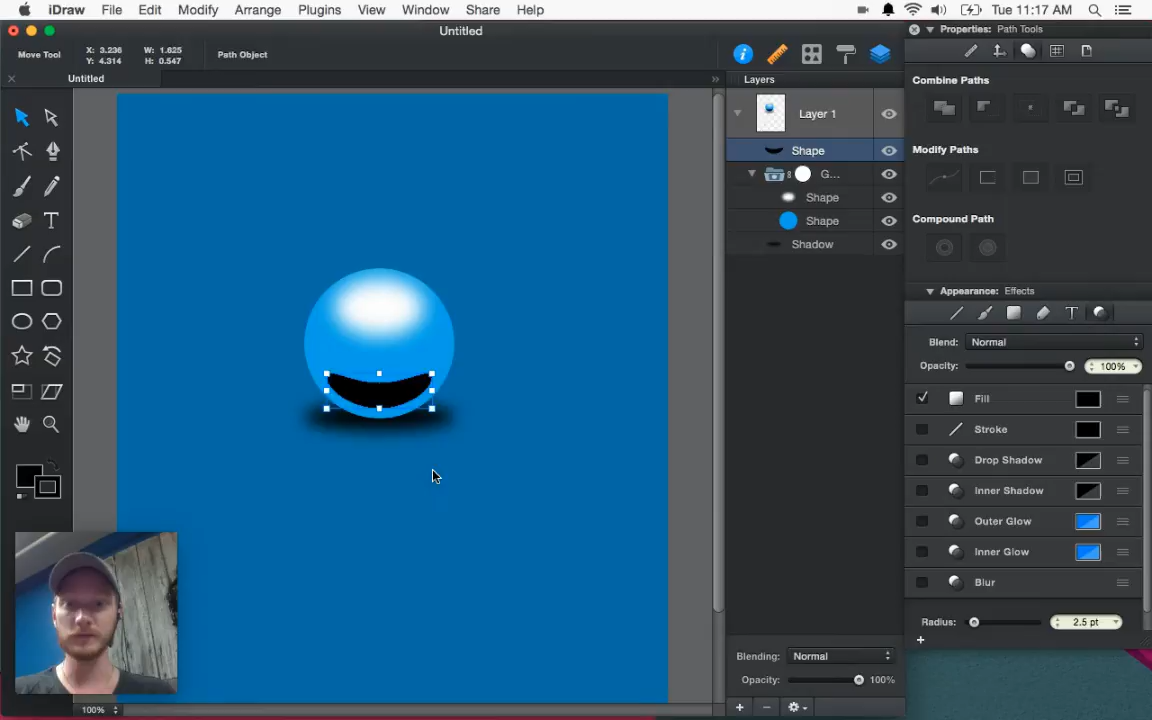 iDraw File Edit Modify Arrange Plugins View Window Share Help Tue 11:17 AM
Untitled
Properties: Path Tools
Move Tool X: 3.236 W: 1.625 Path Object
Y: 4.314 H: 0.547
Untitled
Layers
Combine Paths
Layer 1
Shape
Modify Paths
G...
Shape
Shape
Compound Path
Shadow
Appearance: Effects
Blend: Normal
Opacity: 100%
Fill
Stroke
Drop Shadow
Inner Shadow
Outer Glow
Inner Glow
Blur
Radius: 2.5 pt
Blending: Normal
Opacity: 100%
100%